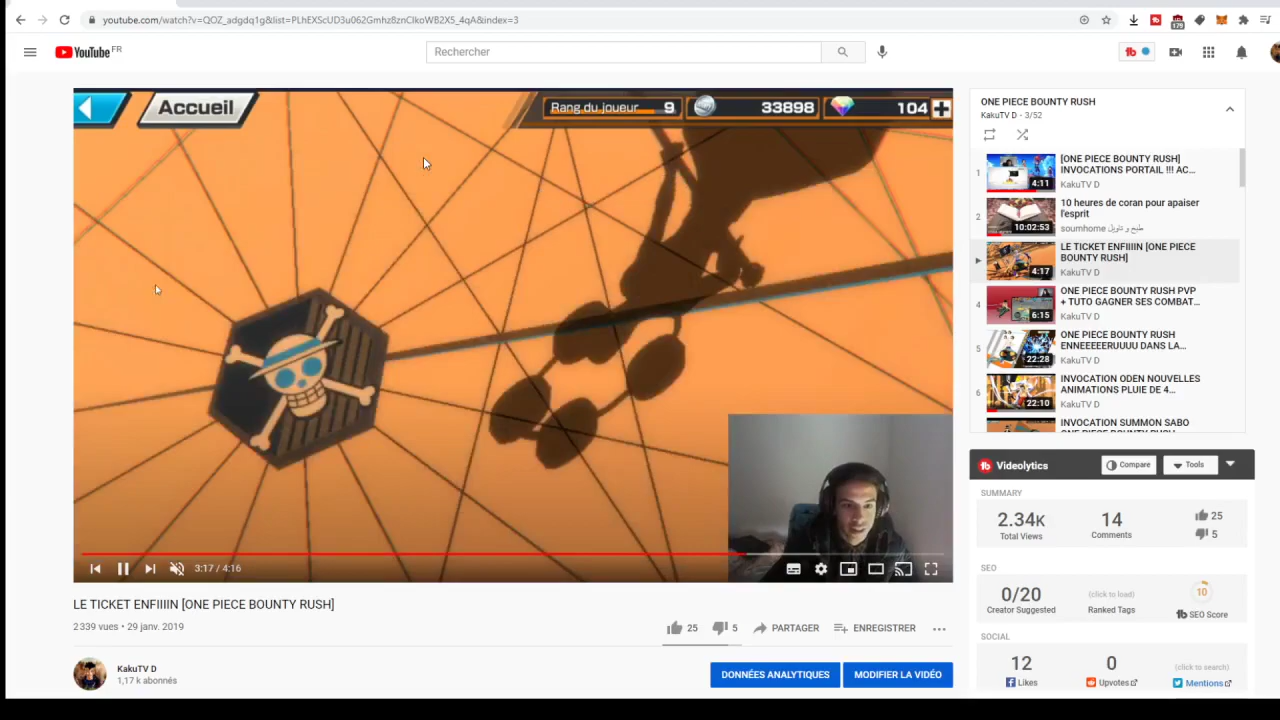 youtube.com/watch?v=QOZ_adgdq1g&list=PLhEXScUD3u062Gmhz8znCIkoWB2X5_4qA&index=3
179
YouTube FR
Rechercher
Accueil
Rang du joueur 9
33898
104
ONE PIECE BOUNTY RUSH
KakuTV D - 3/52
1
[ONE PIECE BOUNTY RUSH]
INVOCATIONS PORTAIL !!! AC...
KakuTV D
4:11
2
10 heures de coran pour apaiser
l'esprit
soumhome
10:02:53
LE TICKET ENFIIIIN [ONE PIECE
BOUNTY RUSH]
KakuTV D
4:17
4
ONE PIECE BOUNTY RUSH PVP
+ TUTO GAGNER SES COMBAT...
KakuTV D
6:15
5
ONE PIECE BOUNTY RUSH
ENNEEEEERUUUU DANS LA...
KakuTV D
22:28
6
INVOCATION ODEN NOUVELLES
ANIMATIONS PLUIE DE 4...
KakuTV D
22:10
INVOCATION SUMMON SABO
ONE PIECE BOUNTY RUSH
3:17 / 4:16
LE TICKET ENFIIIIN [ONE PIECE BOUNTY RUSH]
2 339 vues • 29 janv. 2019
25
5
PARTAGER
ENREGISTRER
KakuTV D
1,17 k abonnés
DONNÉES ANALYTIQUES
MODIFIER LA VIDÉO
Videolytics
Compare
Tools
SUMMARY
2.34K
Total Views
14
Comments
25
5
SEO
0/20
Creator Suggested
(click to load)
Ranked Tags
10
SEO Score
SOCIAL
12
Likes
0
Upvotes
(click to search)
Mentions